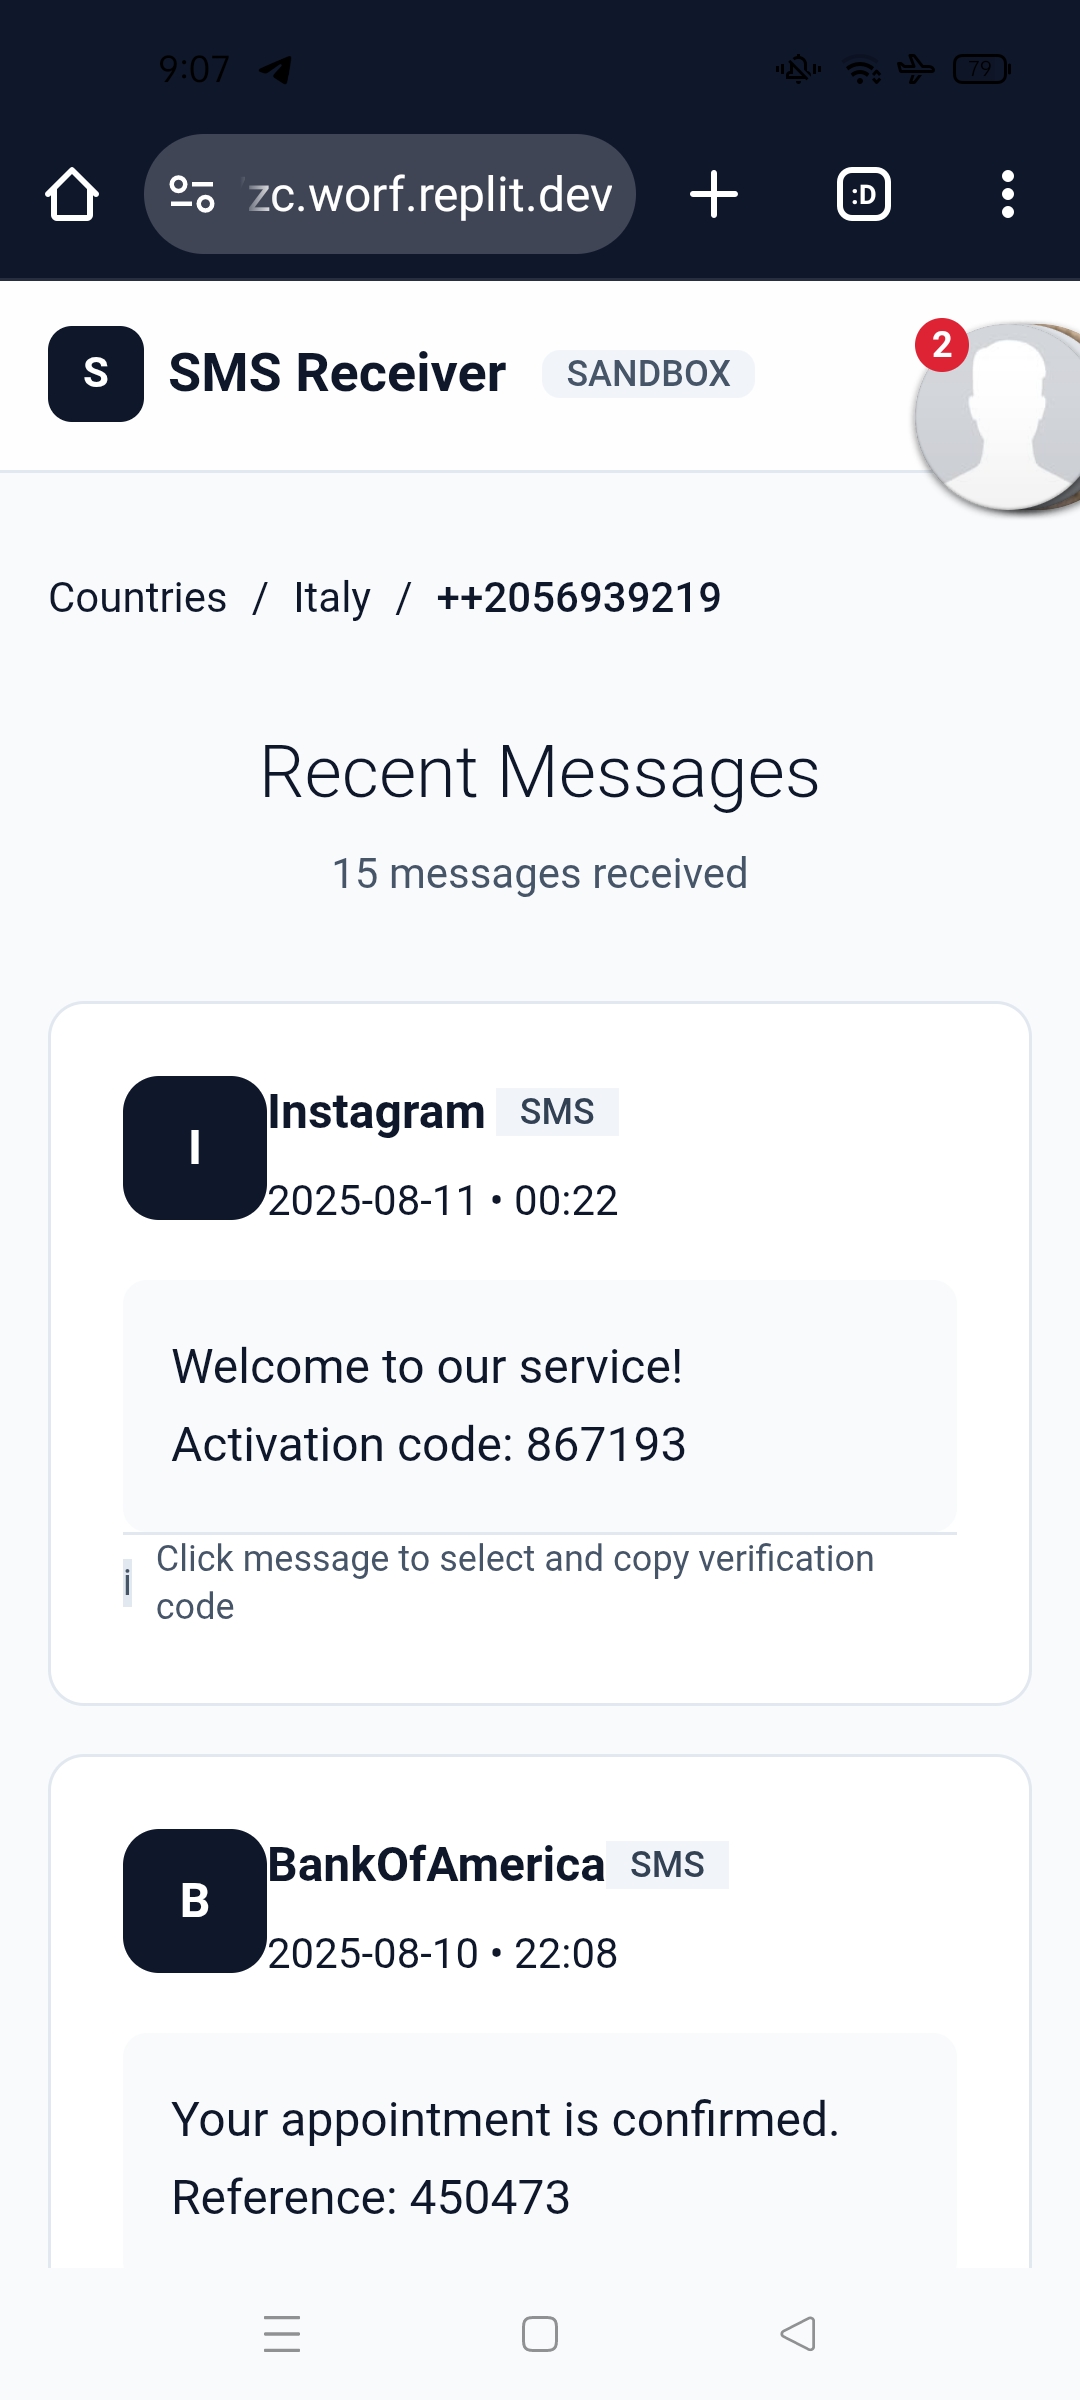 9:07
79
zc.worf.replit.dev
:D
S
SMS Receiver
SANDBOX
2
Countries / Italy / ++2056939219
Recent Messages
15 messages received
I
Instagram SMS
2025-08-11 • 00:22
Welcome to our service!
Activation code: 867193
i
Click message to select and copy verification
code
B
BankOfAmerica SMS
2025-08-10 • 22:08
Your appointment is confirmed.
Reference: 450473